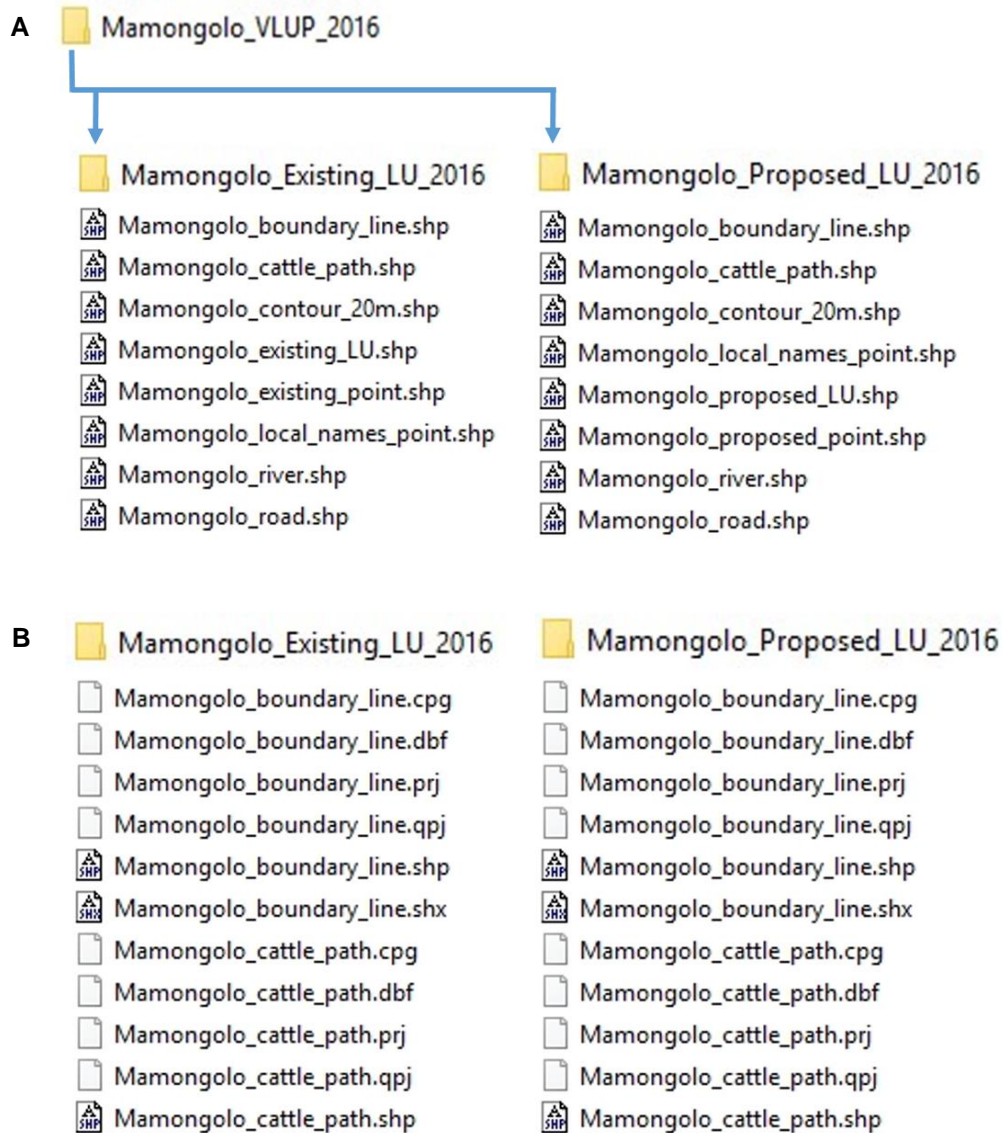 A
Mamongolo_VLUP_2016
Mamongolo_Existing_LU_2016
Mamongolo_boundary_line.shp
Mamongolo_cattle_path.shp
Mamongolo_contour_20m.shp
Mamongolo_existing_LU.shp
Mamongolo_existing_point.shp
Mamongolo_local_names_point.shp
Mamongolo_river.shp
Mamongolo_road.shp
Mamongolo_Proposed_LU_2016
Mamongolo_boundary_line.shp
Mamongolo_cattle_path.shp
Mamongolo_contour_20m.shp
Mamongolo_local_names_point.shp
Mamongolo_proposed_LU.shp
Mamongolo_proposed_point.shp
Mamongolo_river.shp
Mamongolo_road.shp
B
Mamongolo_Existing_LU_2016
Mamongolo_boundary_line.cpg
Mamongolo_boundary_line.dbf
Mamongolo_boundary_line.prj
Mamongolo_boundary_line.qpj
Mamongolo_boundary_line.shp
Mamongolo_boundary_line.shx
Mamongolo_cattle_path.cpg
Mamongolo_cattle_path.dbf
Mamongolo_cattle_path.prj
Mamongolo_cattle_path.qpj
Mamongolo_cattle_path.shp
Mamongolo_Proposed_LU_2016
Mamongolo_boundary_line.cpg
Mamongolo_boundary_line.dbf
Mamongolo_boundary_line.prj
Mamongolo_boundary_line.qpj
Mamongolo_boundary_line.shp
Mamongolo_boundary_line.shx
Mamongolo_cattle_path.cpg
Mamongolo_cattle_path.dbf
Mamongolo_cattle_path.prj
Mamongolo_cattle_path.qpj
Mamongolo_cattle_path.shp